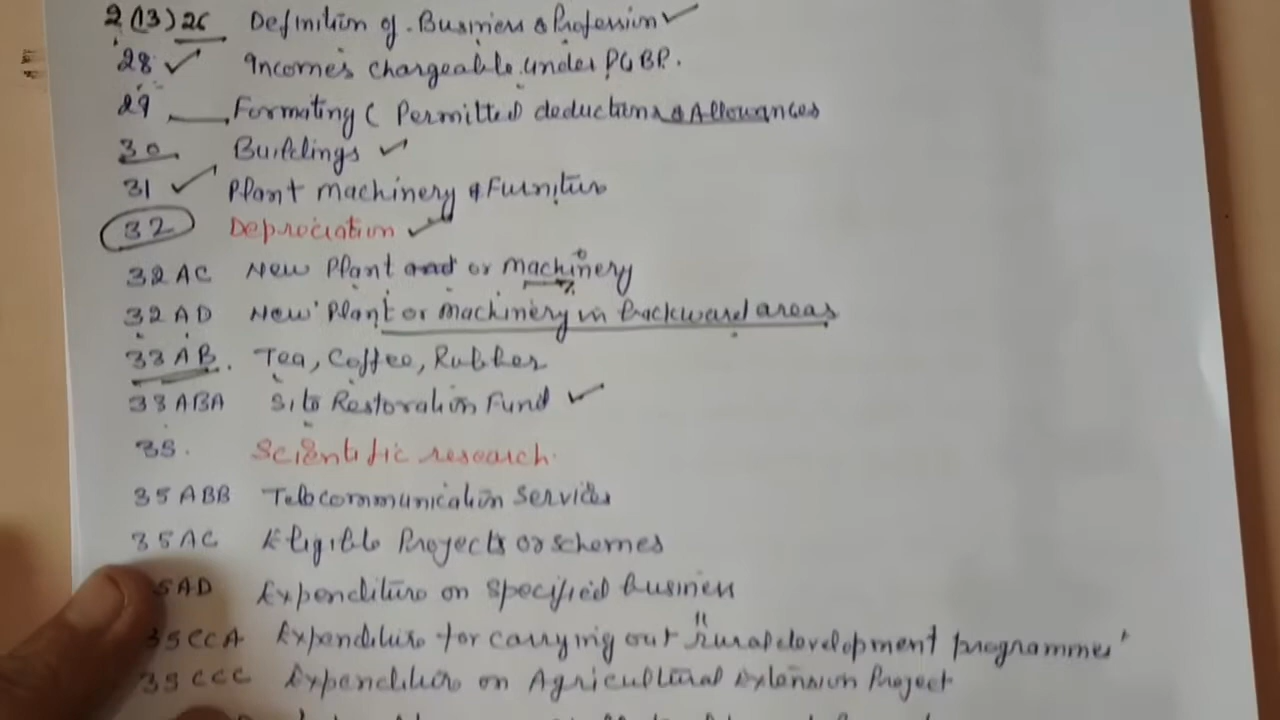 2(13)26 Definition of Business & Profession ✓
28 ✓ Incomes chargeable under PGBP.
29 Formating ( Permitted deductions & Allowances
30 Buildings ✓
31 ✓ Plant machinery & Furniture
32 Depreciation ✓
32AC New Plant or machinery
32AD New Plant or machinery in backward areas
33AB. Tea, Coffee, Rubber
33ABA Site Restoration Fund ✓
35. Scientific research
35ABB Telecommunication services
35AC Eligible Projects or schemes
5AD Expenditure on specified business
35CCA Expenditure for carrying out "rural development programmes"
35CCC Expenditure on Agricultural extension Project